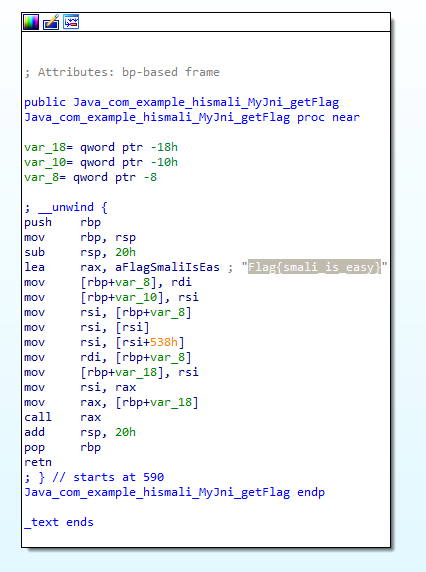 ; Attributes: bp-based frame
public Java_com_example_hismali_MyJni_getFlag
Java_com_example_hismali_MyJni_getFlag proc near
var_18= qword ptr -18h
var_10= qword ptr -10h
var_8= qword ptr -8
; __unwind {
push rbp
mov rbp, rsp
sub rsp, 20h
lea rax, aFlagSmaliIsEas ; "Flag{smali_is_easy}"
mov [rbp+var_8], rdi
mov [rbp+var_10], rsi
mov rsi, [rbp+var_8]
mov rsi, [rsi]
mov rsi, [rsi+538h]
mov rdi, [rbp+var_8]
mov [rbp+var_18], rsi
mov rsi, rax
mov rax, [rbp+var_18]
call rax
add rsp, 20h
pop rbp
retn
; } // starts at 590
Java_com_example_hismali_MyJni_getFlag endp
_text ends